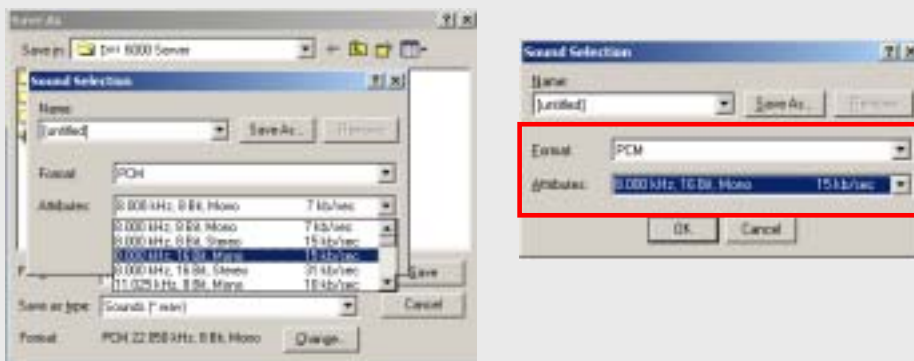 Save As
Save in: 6000 Server
Sound Selection
Name:
[untitled]
Save As...
Remove
Format: PCM
Attributes: 8.000 kHz, 8 Bit, Mono 7 kb/sec
8.000 kHz, 8 Bit, Mono 7 kb/sec
8.000 kHz, 8 Bit, Stereo 15 kb/sec
8.000 kHz, 16 Bit, Mono 15 kb/sec
8.000 kHz, 16 Bit, Stereo 31 kb/sec
11.025 kHz, 8 Bit, Mono 10 kb/sec
Save
Save as type: Sounds (*.wav)
Cancel
Format: PCM 22.050 kHz, 8 Bit, Mono
Change...
Sound Selection
Name:
[untitled]
Save As...
Remove
Format: PCM
Attributes: 8.000 kHz, 16 Bit, Mono 15 kb/sec
OK
Cancel